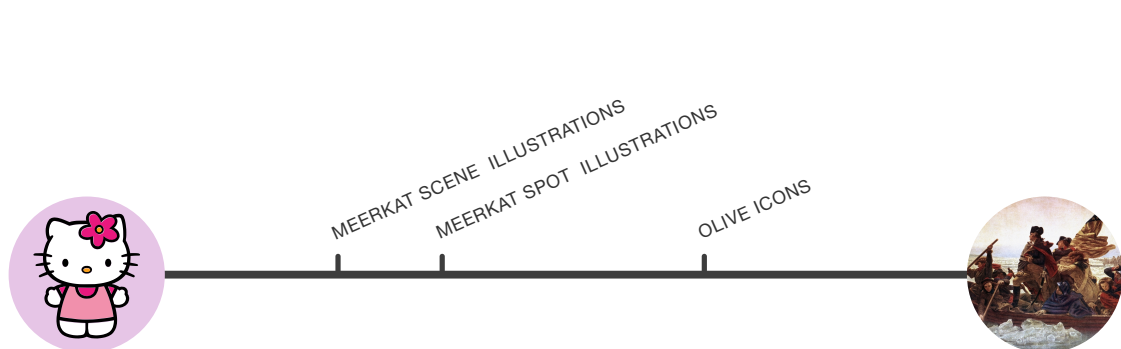 MEERKAT SCENE ILLUSTRATIONS
MEERKAT SPOT ILLUSTRATIONS
OLIVE ICONS